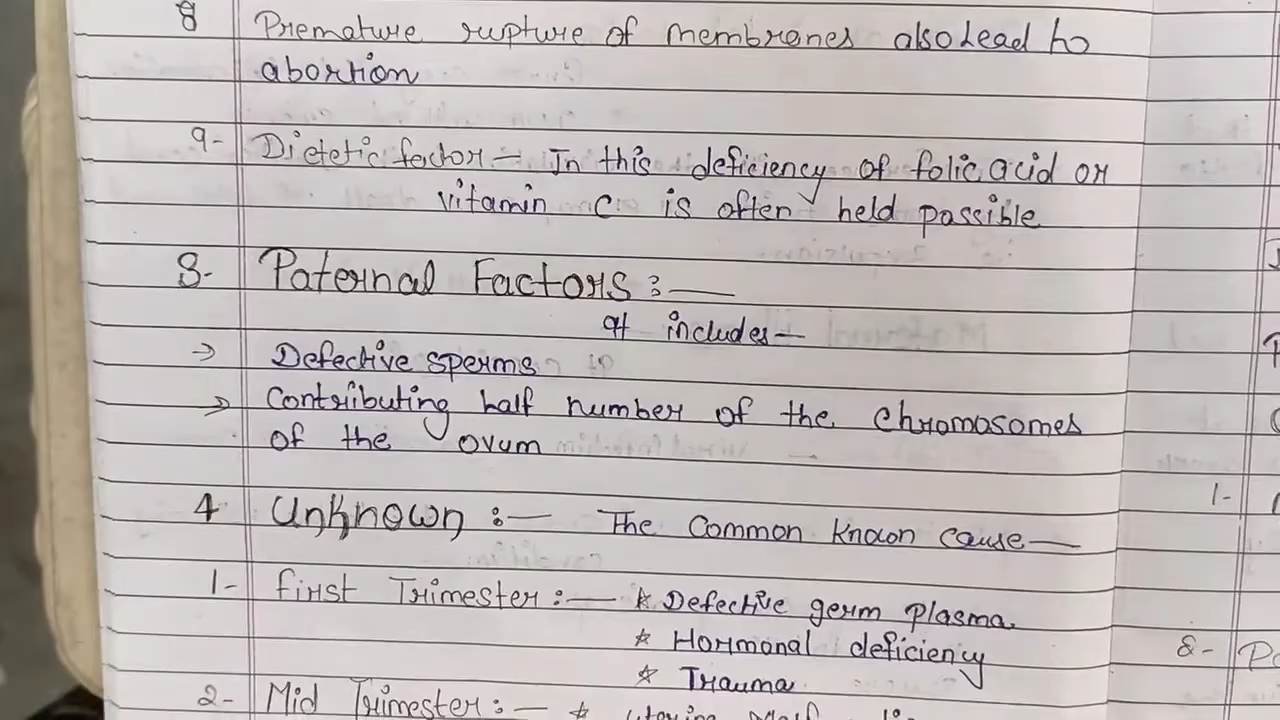 8 Premature rupture of membranes also Lead to
abortion
9- Dietetic factor - In this deficiency of folic acid or
vitamin C is often held possible
3- Paternal Factors :-
It includes -
→ Defective sperms
→ Contributing half number of the chromosomes
of the ovum
4 Unknown :- The Common Known cause-
1- first Trimester :- * Defective germ plasma
* Hormonal deficiency
* Trauma
2- Mid Trimester :- *
1-
8-